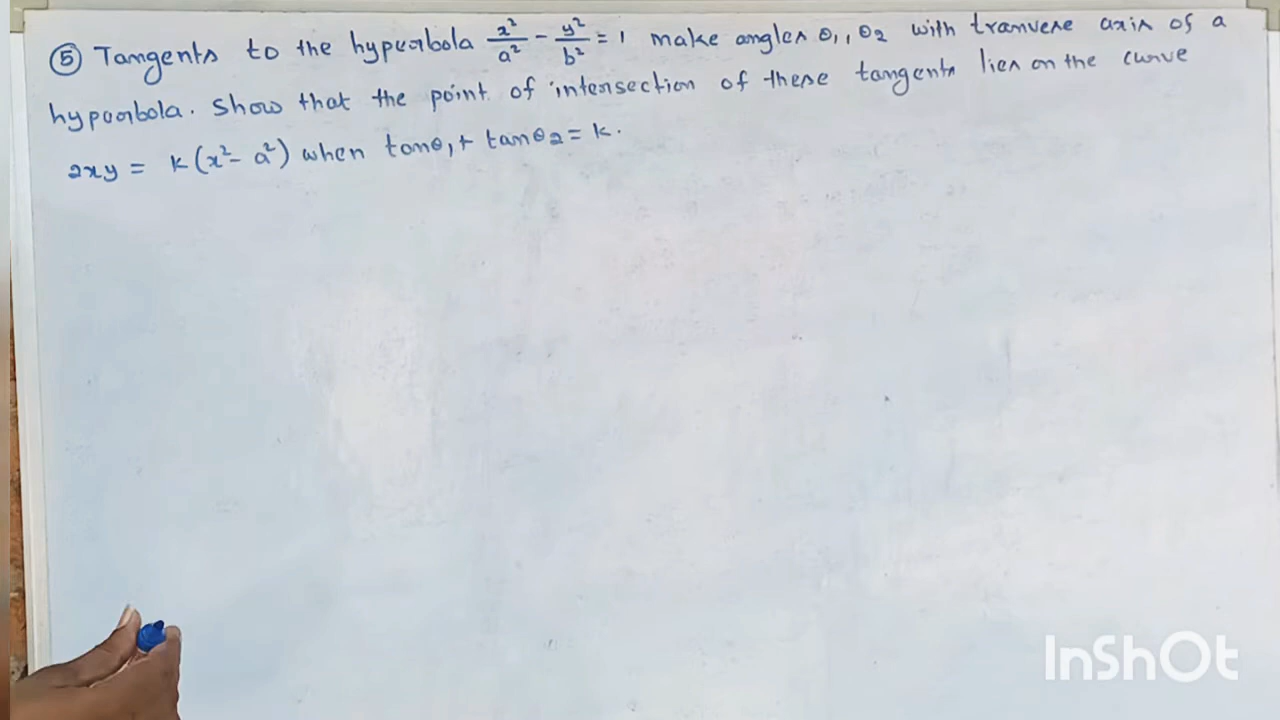 ⑤ Tangents to the hyperbola x²/a² - y²/b² = 1 make angles θ₁, θ₂ with tranvese axis of a
hyperbola. Show that the point of intersection of these tangents lies on the curve
2xy = k(x² - a²) when tanθ₁ + tanθ₂ = k.
InShOt